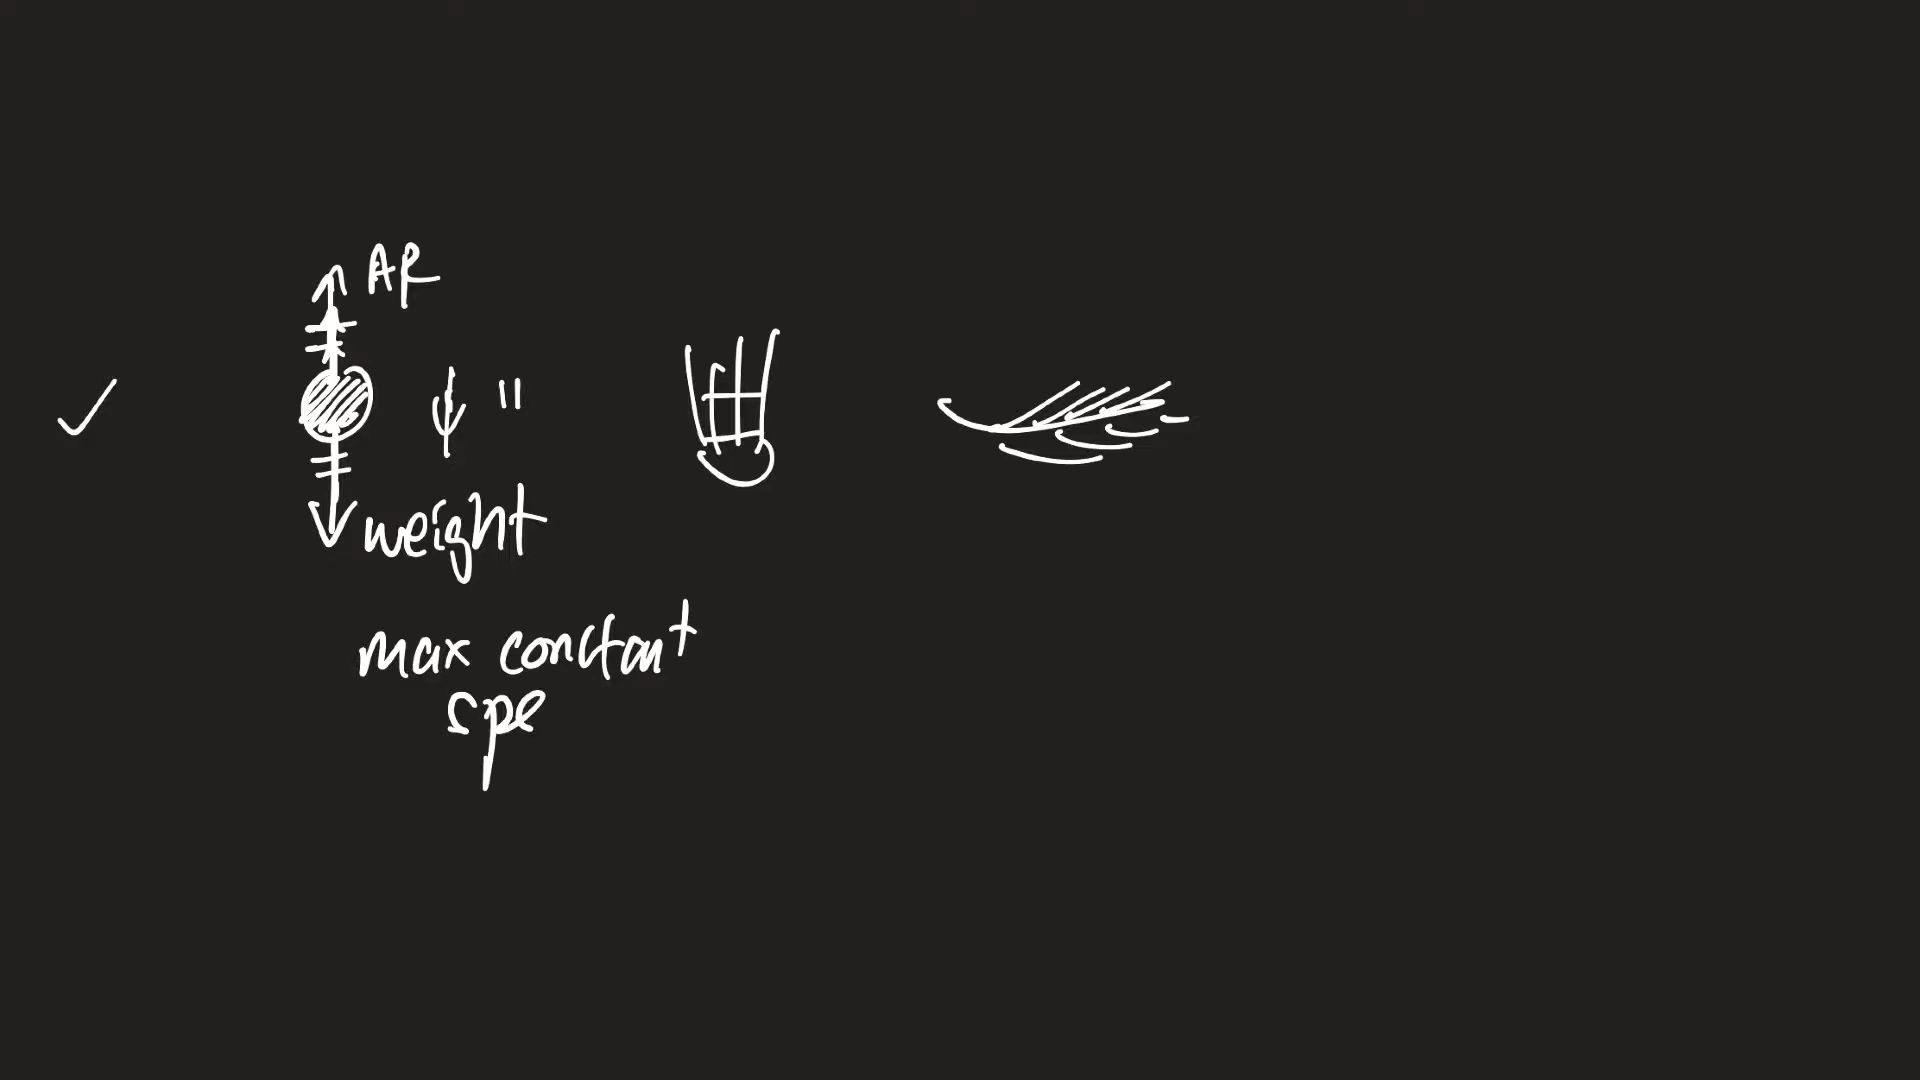 AR
weight
max constant
spe